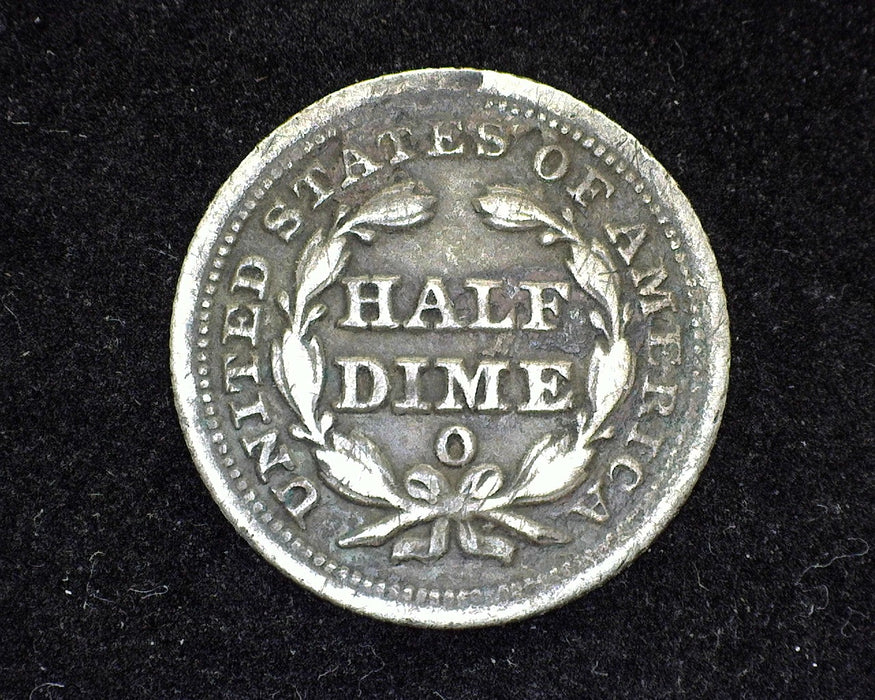 UNITED STATES OF AMERICA
HALF
DIME
O